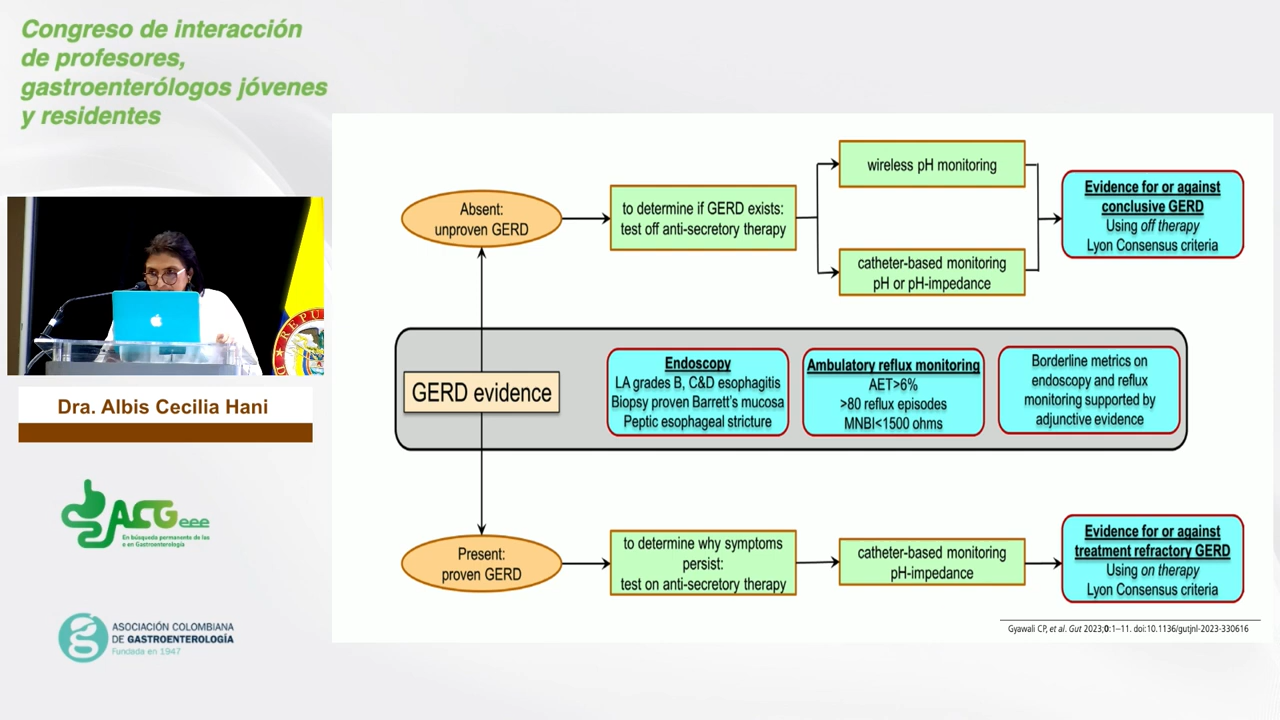 Congreso de interacción
de profesores,
gastroenterólogos jóvenes
y residentes
Dra. Albis Cecilia Hani
ACGeee
En búsqueda permanente de las
e en Gastroenterología
ASOCIACIÓN COLOMBIANA
DE GASTROENTEROLOGÍA
Fundada en 1947
Absent:
unproven GERD
to determine if GERD exists:
test off anti-secretory therapy
wireless pH monitoring
catheter-based monitoring
pH or pH-impedance
Evidence for or against
conclusive GERD
Using off therapy
Lyon Consensus criteria
GERD evidence
Endoscopy
LA grades B, C&D esophagitis
Biopsy proven Barrett's mucosa
Peptic esophageal stricture
Ambulatory reflux monitoring
AET>6%
>80 reflux episodes
MNBI<1500 ohms
Borderline metrics on
endoscopy and reflux
monitoring supported by
adjunctive evidence
Present:
proven GERD
to determine why symptoms
persist:
test on anti-secretory therapy
catheter-based monitoring
pH-impedance
Evidence for or against
treatment refractory GERD
Using on therapy
Lyon Consensus criteria
Gyawali CP, et al. Gut 2023;0:1–11. doi:10.1136/gutjnl-2023-330616